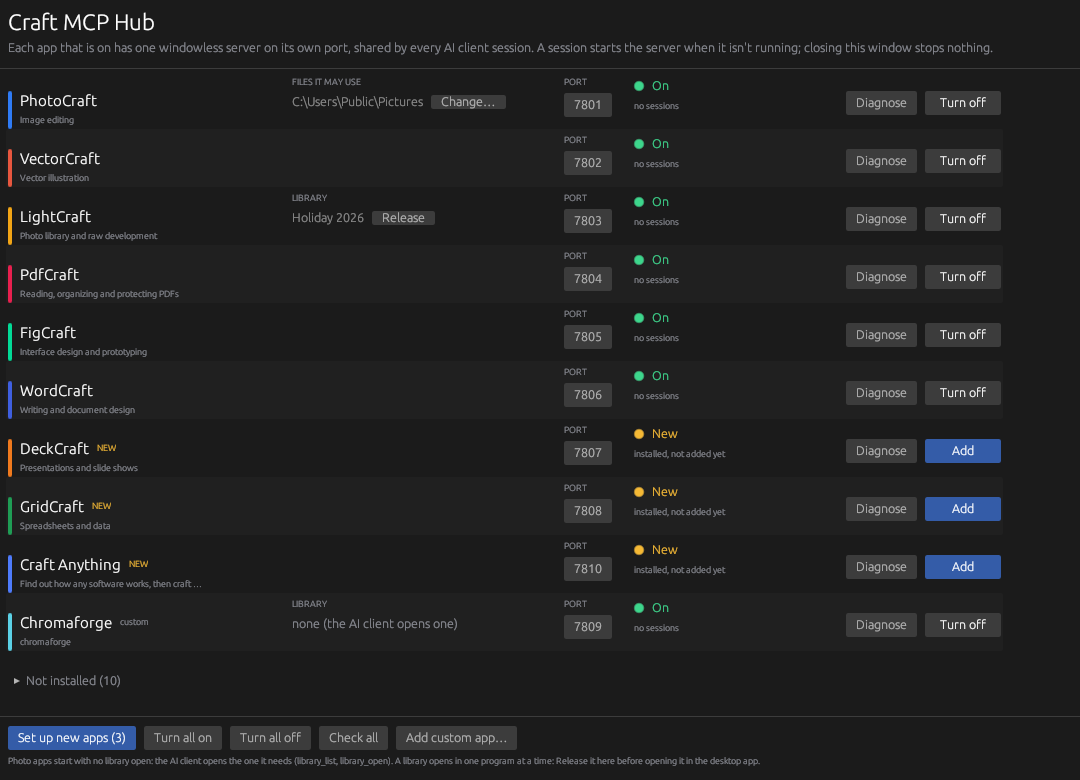 Craft MCP Hub
Each app that is on has one windowless server on its own port, shared by every AI client session. A session starts the server when it isn't running; closing this window stops nothing.
FILES IT MAY USE
PORT
On
PhotoCraft
C:\Users\Public\Pictures
Change...
7801
no sessions
Diagnose
Turn off
Image editing
PORT
On
VectorCraft
7802
no sessions
Diagnose
Turn off
Vector illustration
LIBRARY
PORT
On
LightCraft
Holiday 2026
Release
7803
no sessions
Diagnose
Turn off
Photo library and raw development
PORT
On
PdfCraft
7804
no sessions
Diagnose
Turn off
Reading, organizing and protecting PDFs
PORT
On
FigCraft
7805
no sessions
Diagnose
Turn off
Interface design and prototyping
PORT
On
WordCraft
7806
no sessions
Diagnose
Turn off
Writing and document design
PORT
New
DeckCraft NEW
7807
installed, not added yet
Diagnose
Add
Presentations and slide shows
PORT
New
GridCraft NEW
7808
installed, not added yet
Diagnose
Add
Spreadsheets and data
PORT
New
Craft Anything NEW
7810
installed, not added yet
Diagnose
Add
Find out how any software works, then craft ...
LIBRARY
PORT
On
Chromaforge custom
none (the AI client opens one)
7809
no sessions
Diagnose
Turn off
chromaforge
Not installed (10)
Set up new apps (3)
Turn all on
Turn all off
Check all
Add custom app...
Photo apps start with no library open: the AI client opens the one it needs (library_list, library_open). A library opens in one program at a time: Release it here before opening it in the desktop app.